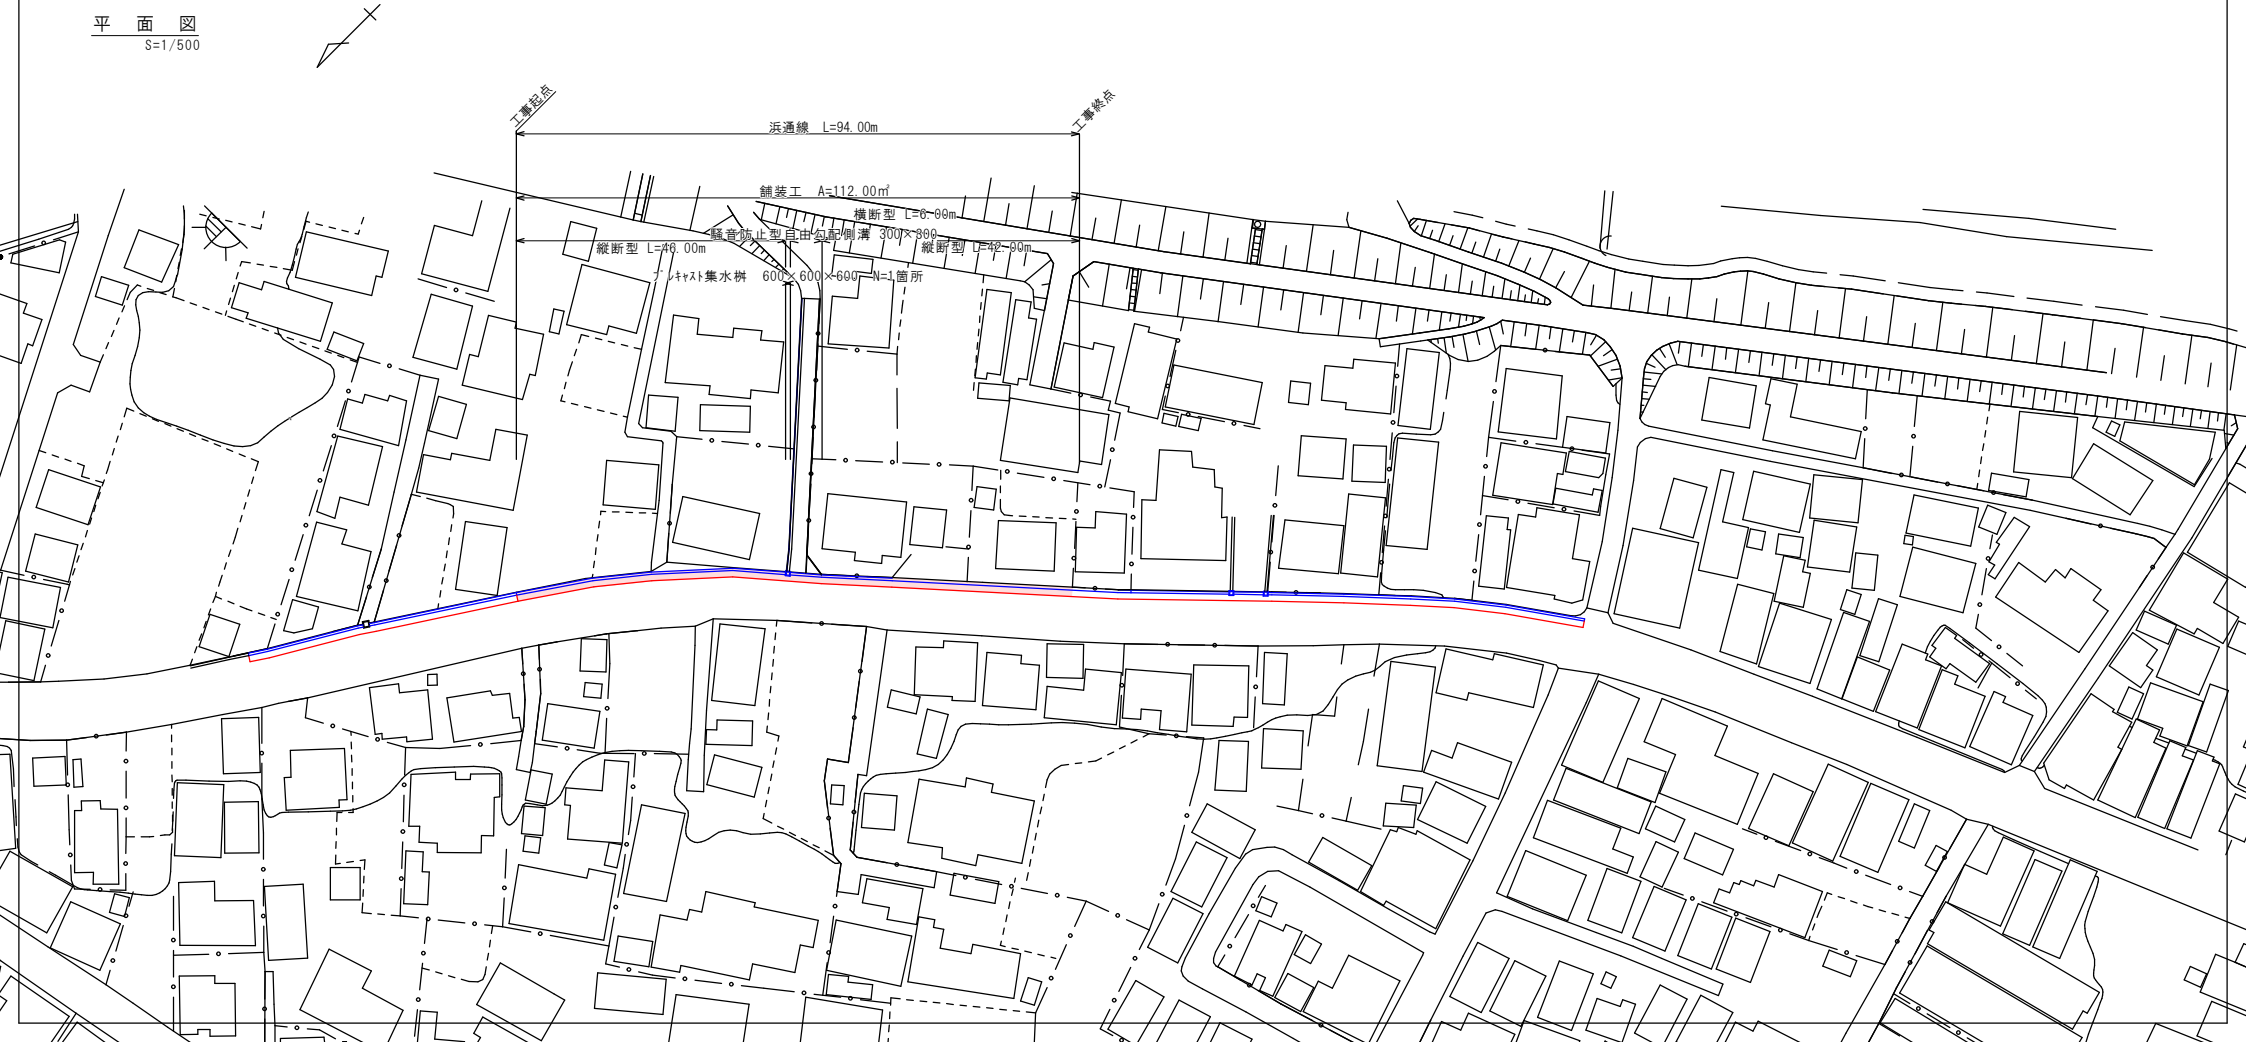 平面図
S=1/500
工事起点
工事終点
浜通線 L=94.00m
舗装工 A=112.00㎡
横断型 L=6.00m
騒音防止型自由勾配側溝 300×300
縦断型 L=46.00m
縦断型 L=42.00m
プレキャスト集水桝 600×600×600 N=1箇所